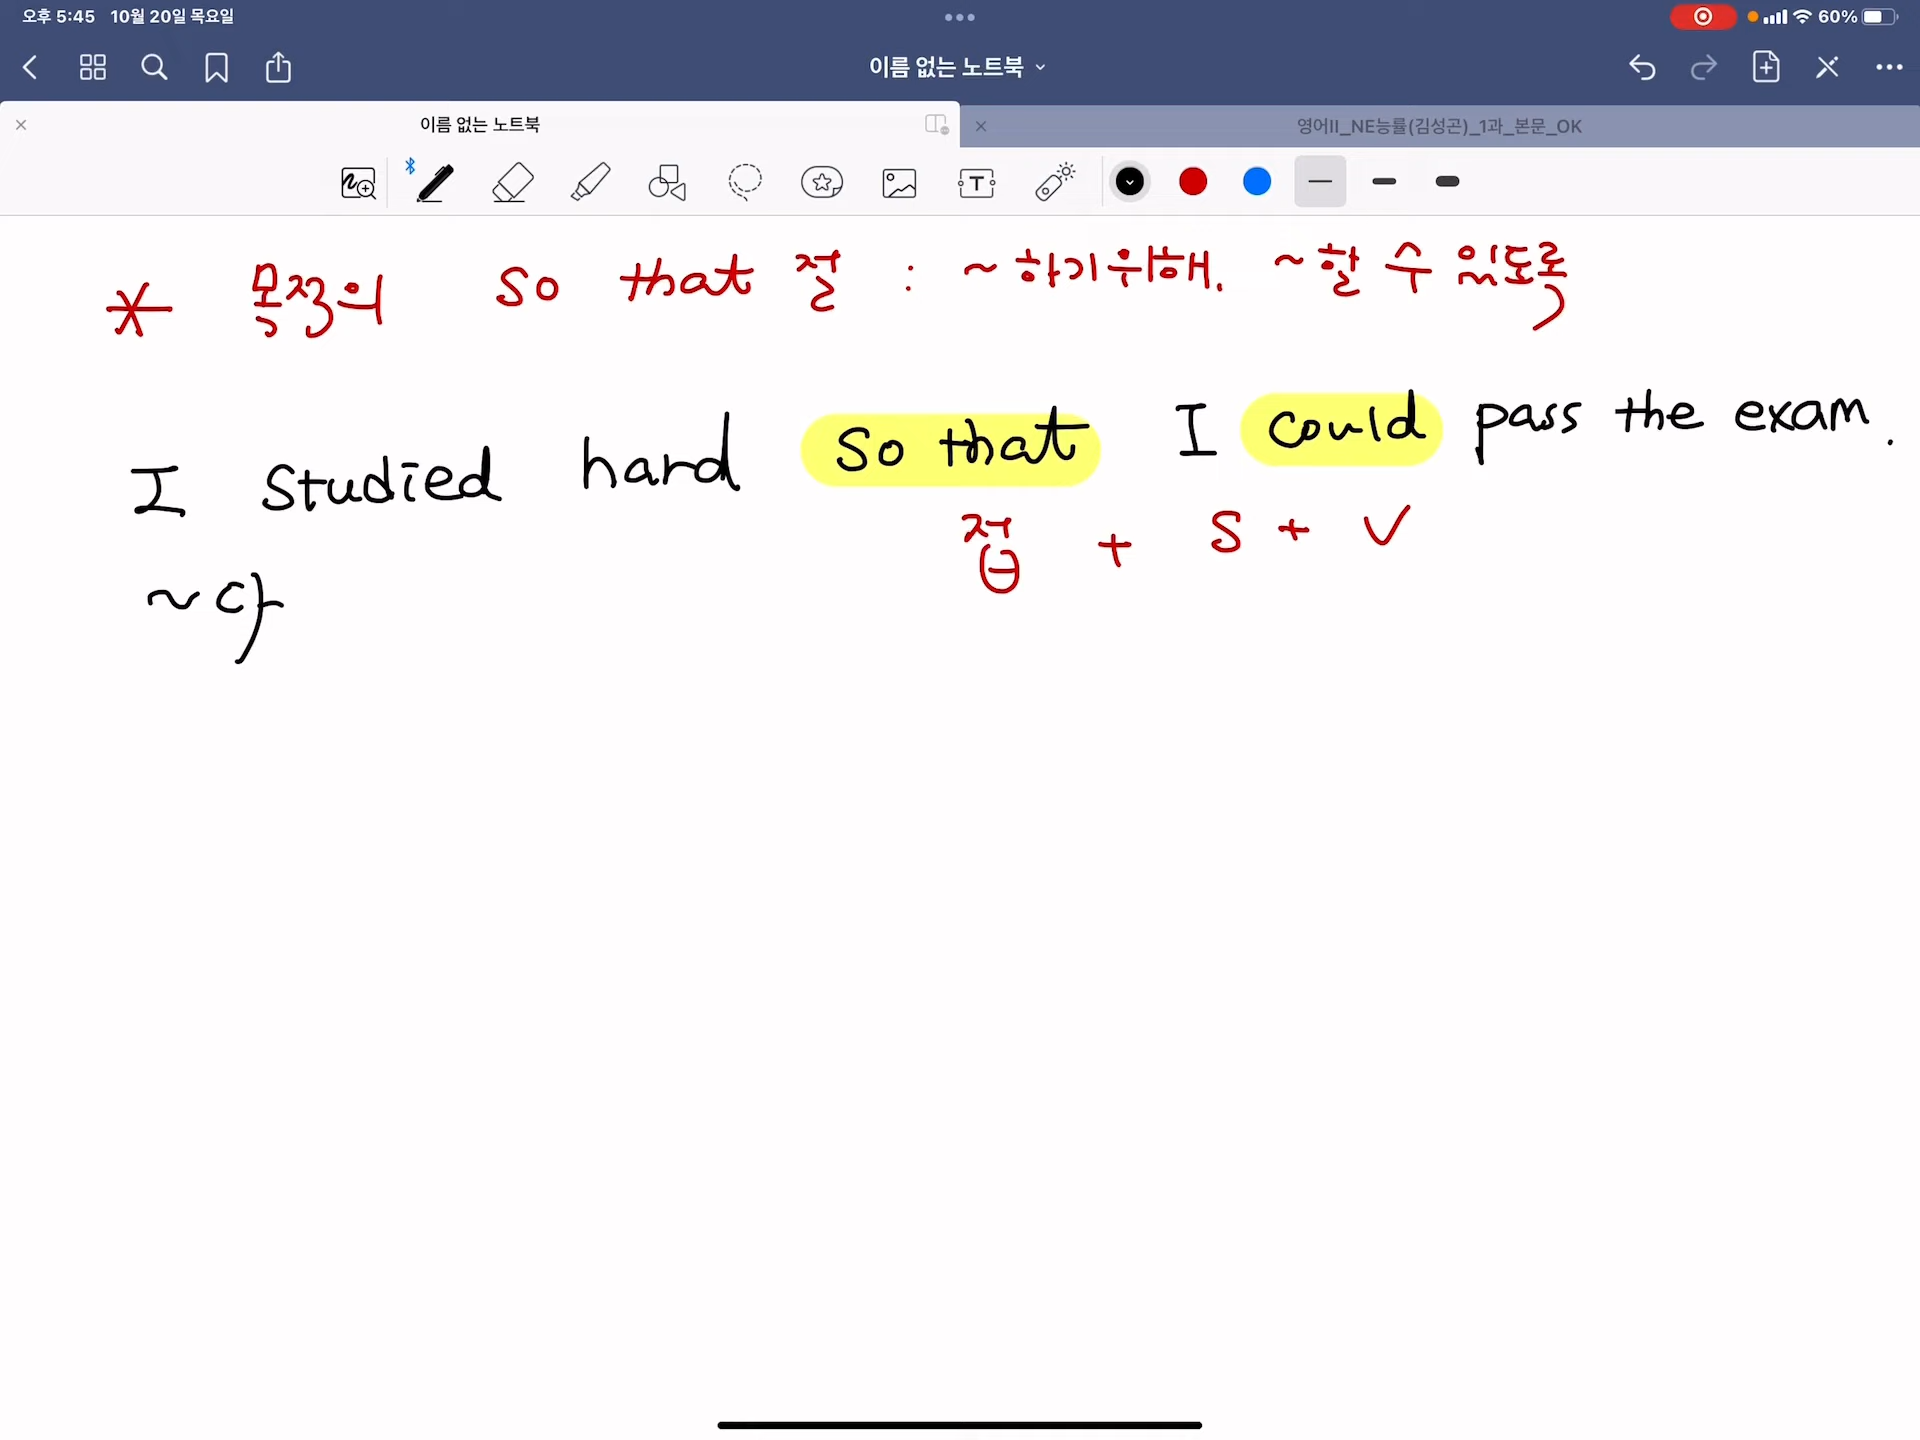 오후 5:45 10월 20일 목요일
60%
이름 없는 노트북
이름 없는 노트북
영어II_NE능률(김성곤)_1과_본문_OK
T
* 목적의 so that 절 : ~하기위해. ~할 수 있도록
I studied hard so that I could pass the exam.
접 + S + V
~다